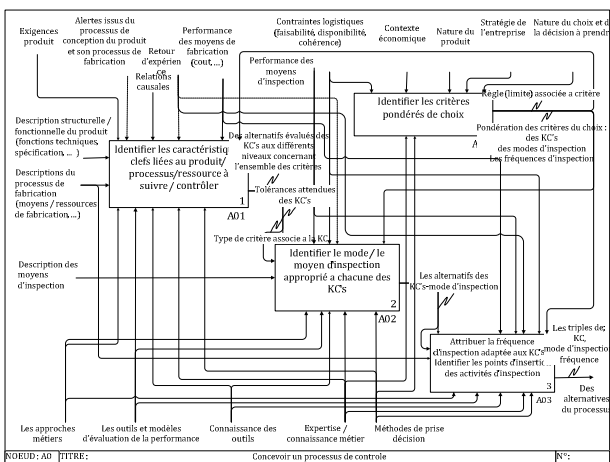 Exigences
produit
Alertes issus du
processus de
conception du produit
et son processus de
fabrication
Retour
d'expérien
ce
Relations
causales
Performance
des moyens de
fabrication
(cout,...)
Contraintes logistiques
(faisabilité, disponibilité,
cohérence)
Performance des
moyens
d'inspection
Contexte
économique
Nature du
produit
Stratégie de
l'entreprise
Nature du choix et d
la décision à prendr
Identifier les critères
pondérés de choix
A
Règle (limite) associée a critère
Pondération des critères du choix :
des KC's
des modes d'inspection
Les fréquences d'inspection
Description structurelle /
fonctionnelle du produit
(fonctions techniques,
spécification, ... )
Descriptions du
processus de
fabrication
(moyens / ressources
de fabrication, ...)
Identifier les caractéristiq
clefs liées au produit/
processus/ressource à
suivre / contrôler
1
A01
Des alternatifs évalués des
KC's aux différents
niveaux concernant
l'ensemble des critères
Tolérances attendues
des KC's
Type de critère associe a la KC
Description des
moyens
d'inspection
Identifier le mode/ le
moyen d'inspection
approprié a chacune des
KC's
2
A02
Les alternatifs des
KC's-mode d'inspection
Attribuer la fréquence
d'inspection adaptée aux KC's
Identifier les points d'insertio
des activités d'inspection
3
A03
Les triples de:
KC,
mode d'inspectio
fréquence
Des
alternatives
du processus
Les approches
métiers
Les outils et modèles
d'évaluation de la performance
Connaissance des
outils
Expertise /
connaissance métier
Méthodes de prise
décision
NOEUD: A0 TITRE: Concevoir un processus de controle N°: